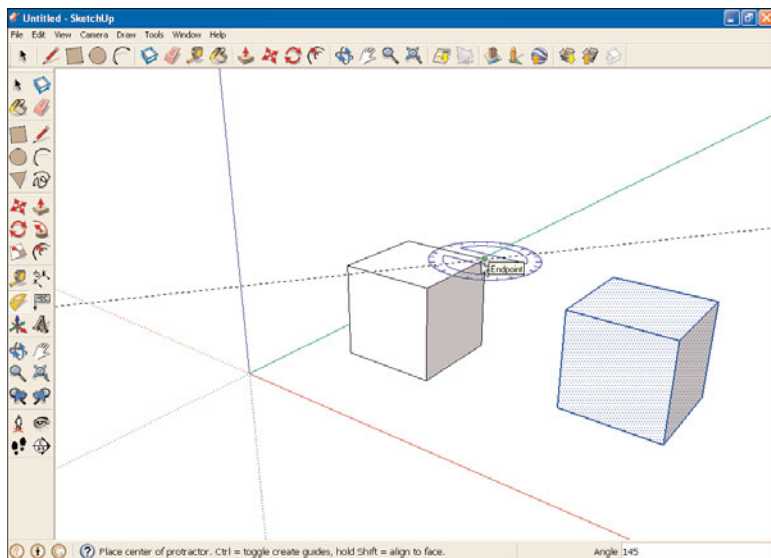 Untitled - SketchUp
File Edit View Camera Draw Tools Window Help
Endpoint
Place center of protractor. Ctrl = toggle create guides, hold Shift = align to face.
Angle 145